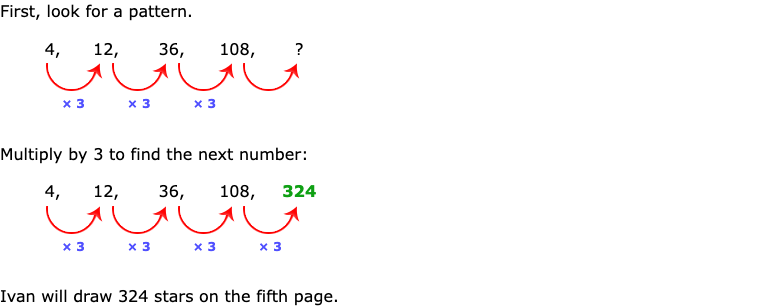 First, look for a pattern.
4, 12, 36, 108, ?
× 3 × 3 × 3
Multiply by 3 to find the next number:
4, 12, 36, 108, 324
× 3 × 3 × 3 × 3
Ivan will draw 324 stars on the fifth page.